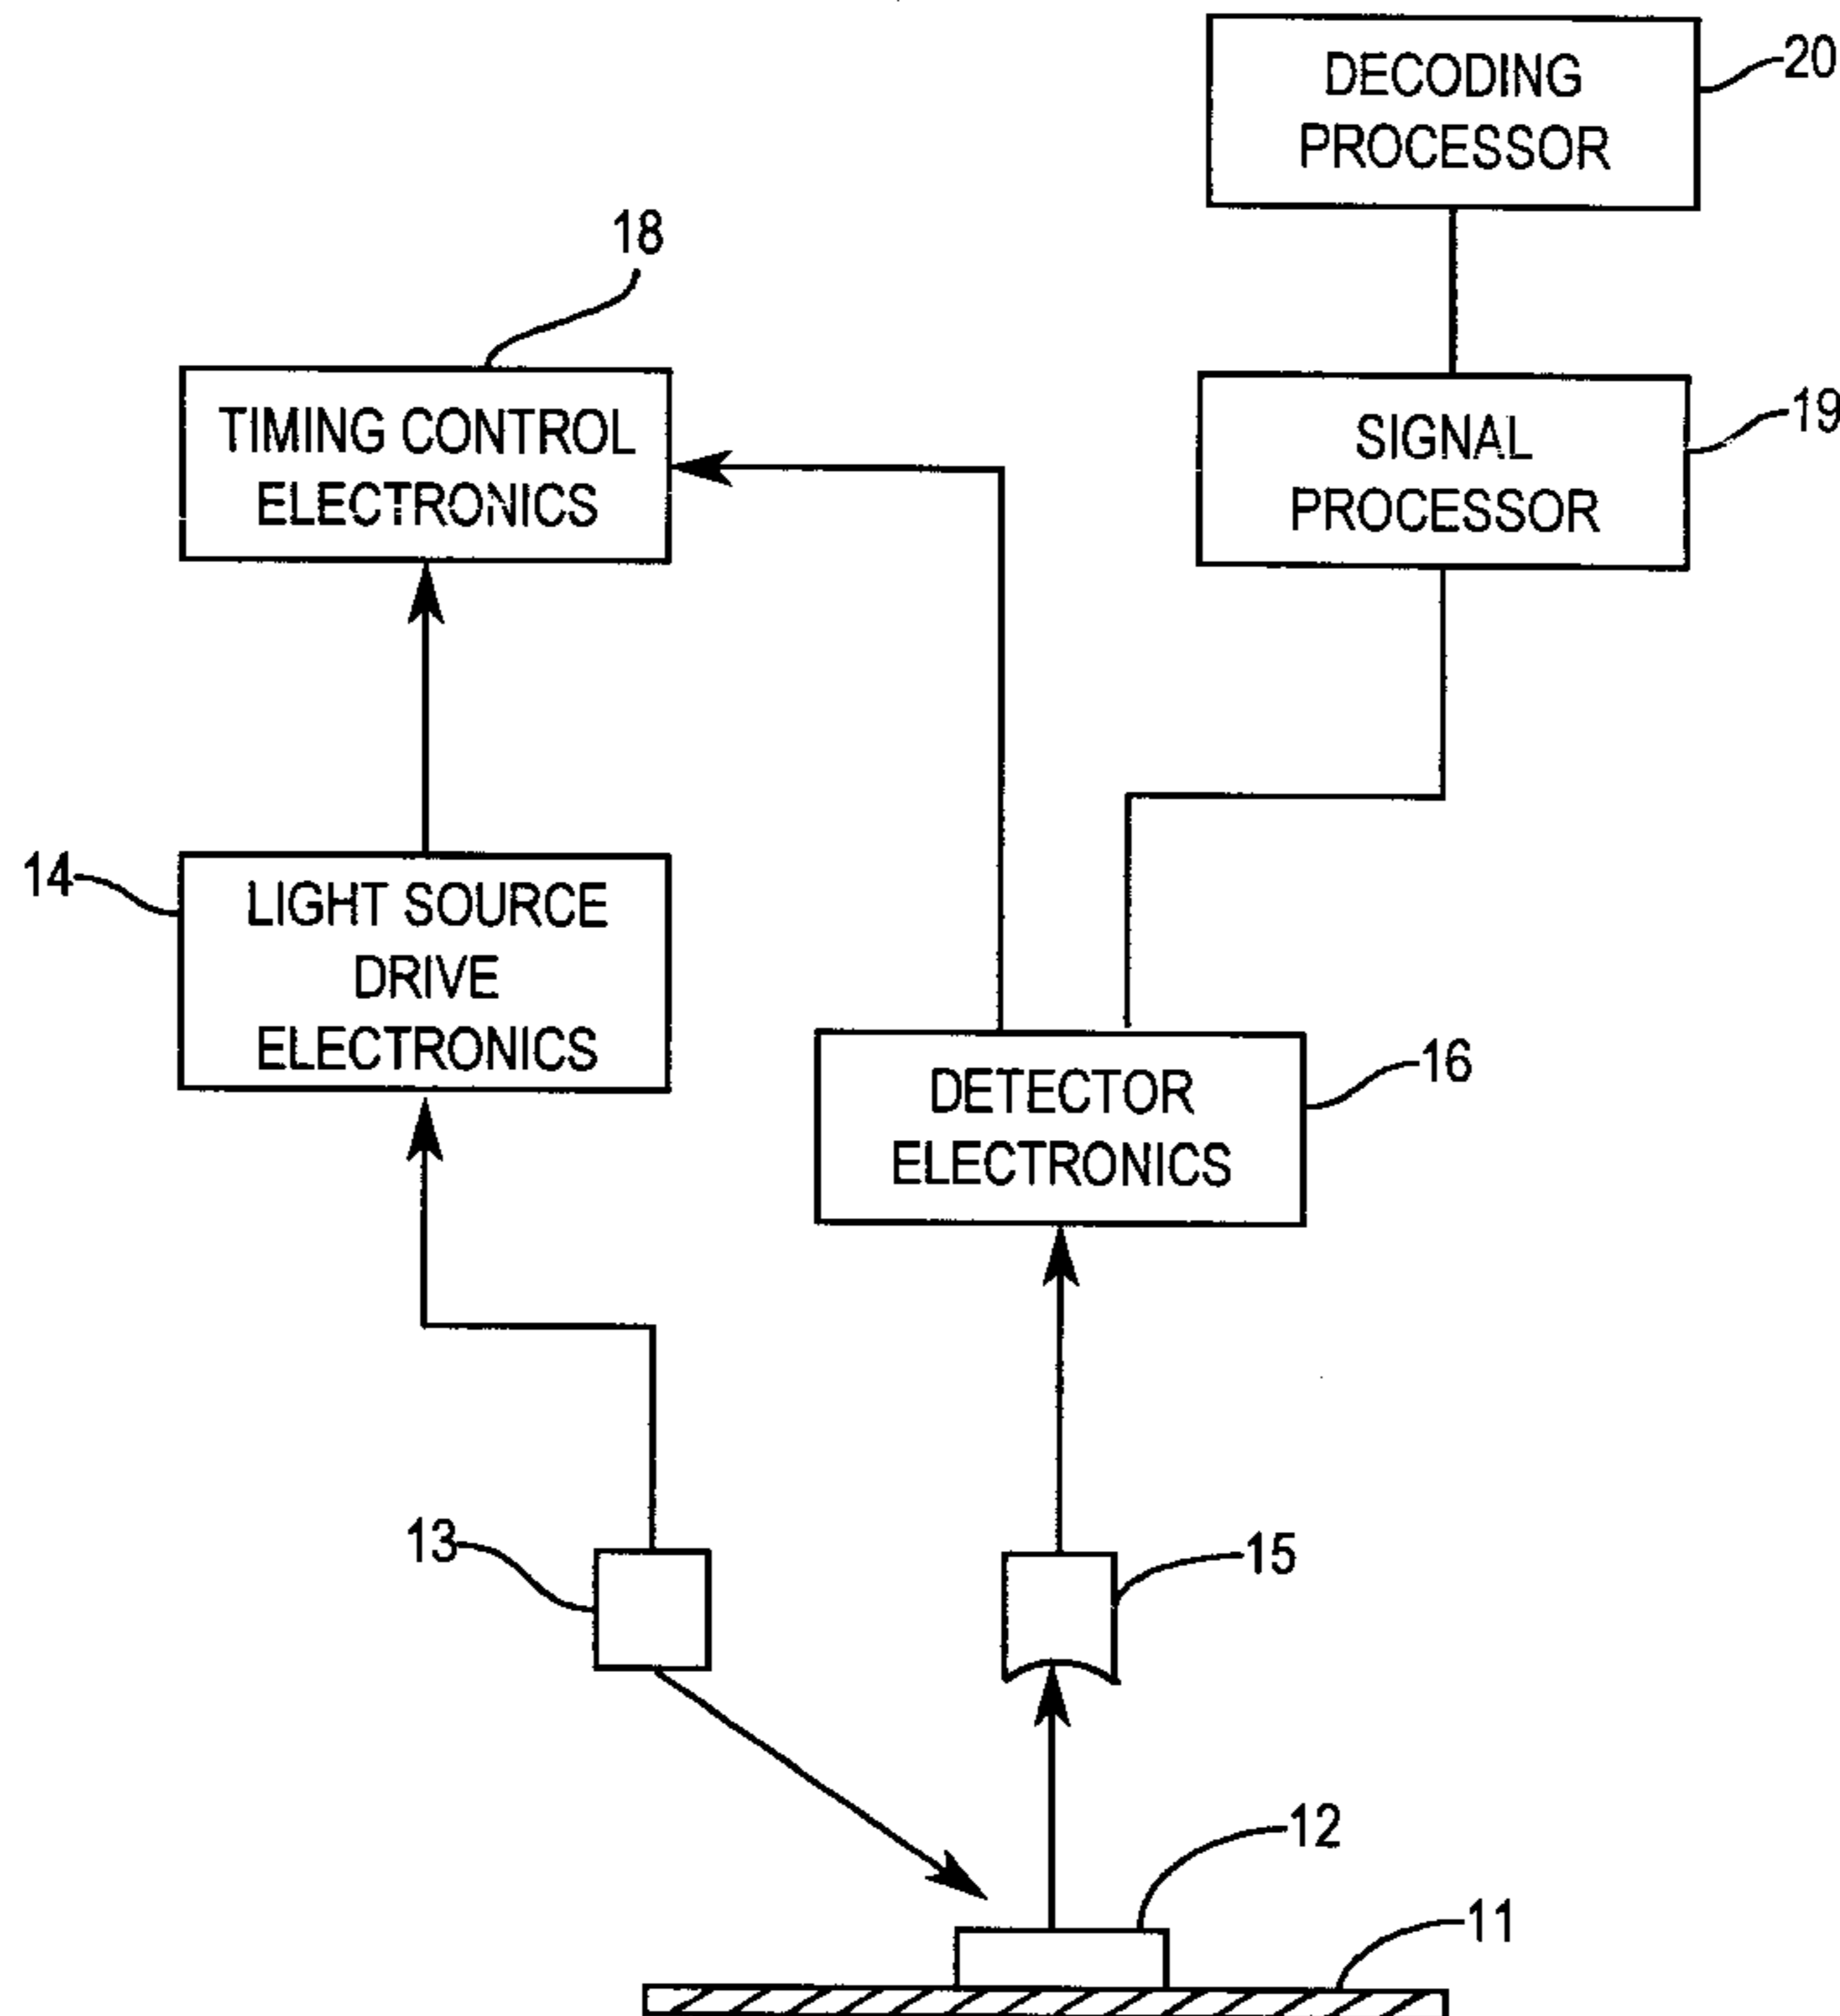 DECODING
PROCESSOR
20
18
TIMING CONTROL
ELECTRONICS
SIGNAL
PROCESSOR
19
14
LIGHT SOURCE
DRIVE
ELECTRONICS
DETECTOR
ELECTRONICS
16
13
15
12
11